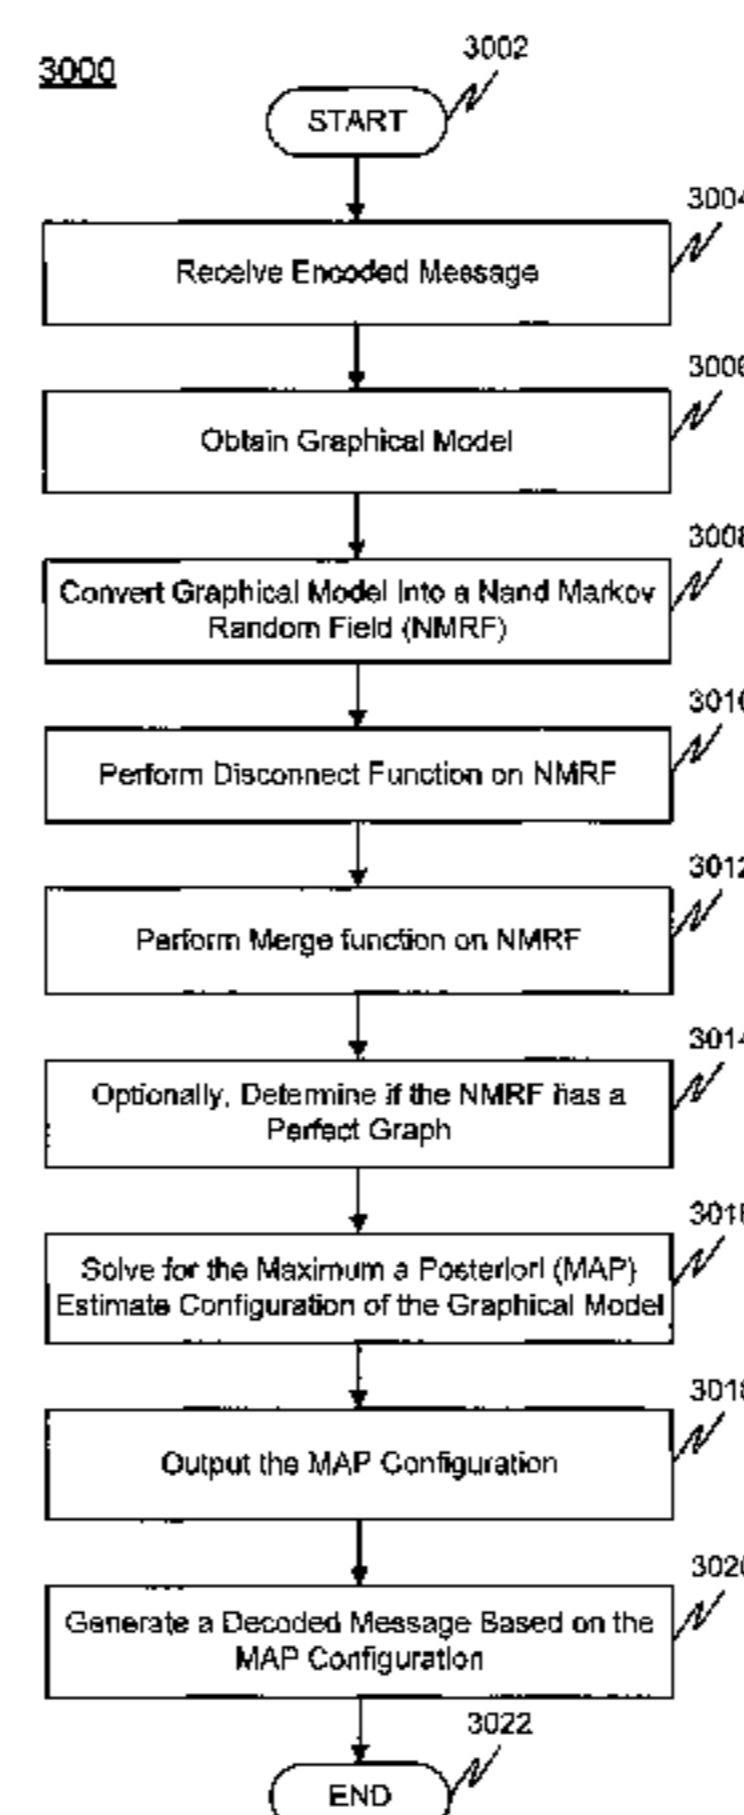 3000
3002
START
3004
Receive Encoded Message
3006
Obtain Graphical Model
3008
Convert Graphical Model Into a Nand Markov
Random Field (NMRF)
3010
Perform Disconnect Function on NMRF
3012
Perform Merge function on NMRF
3014
Optionally, Determine if the NMRF has a
Perfect Graph
3016
Solve for the Maximum a Posteriori (MAP)
Estimate Configuration of the Graphical Model
3018
Output the MAP Configuration
3020
Generate a Decoded Message Based on the
MAP Configuration
3022
END